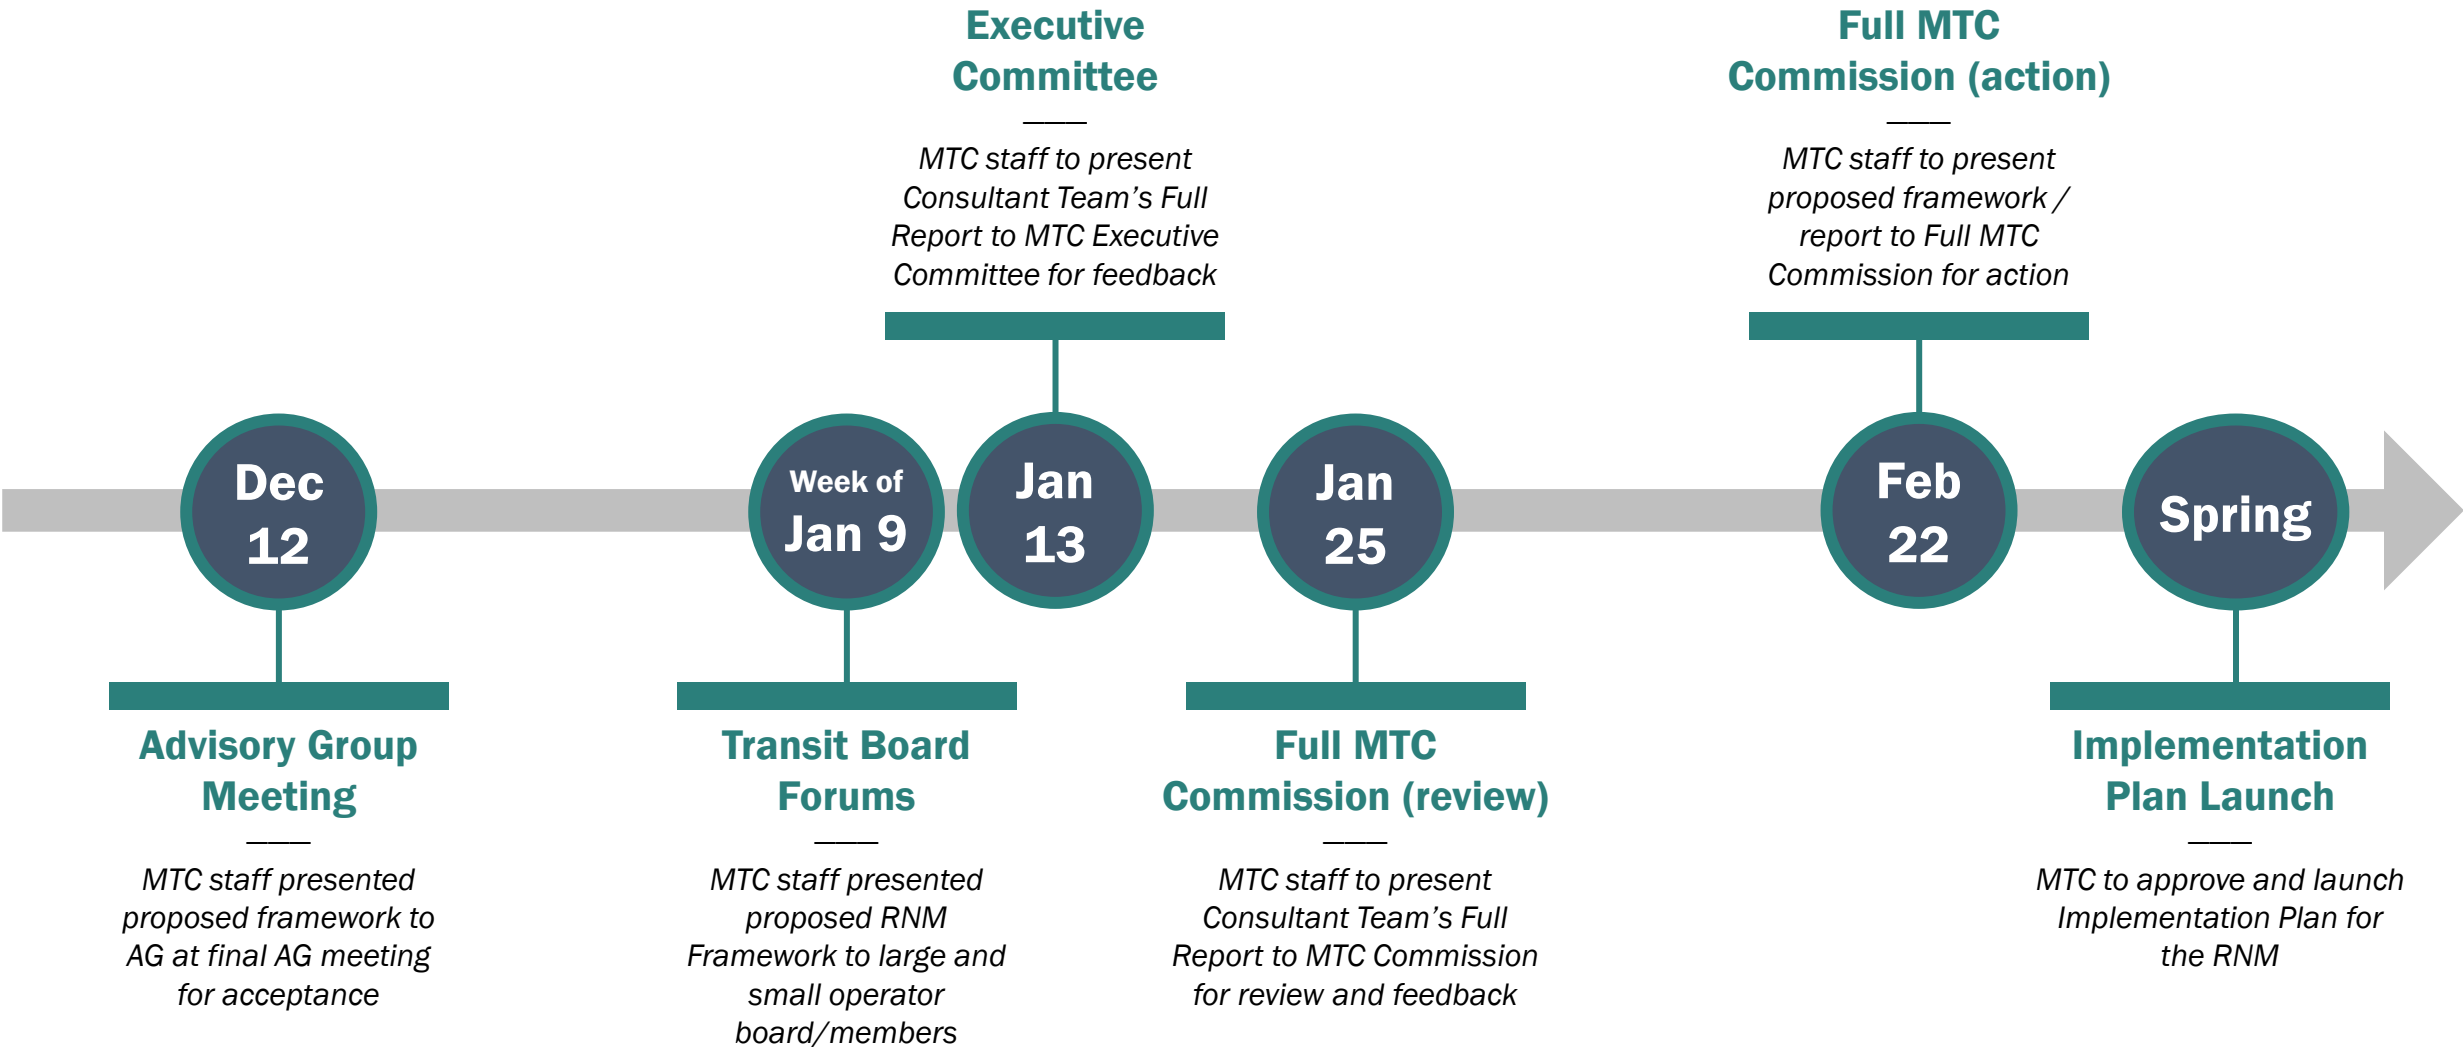 Executive
Committee
MTC staff to present
Consultant Team's Full
Report to MTC Executive
Committee for feedback
Full MTC
Commission (action)
MTC staff to present
proposed framework /
report to Full MTC
Commission for action
Dec
12
Week of
Jan 9
Jan
13
Jan
25
Feb
22
Spring
Advisory Group
Meeting
MTC staff presented
proposed framework to
AG at final AG meeting
for acceptance
Transit Board
Forums
MTC staff presented
proposed RNM
Framework to large and
small operator
board/members
Full MTC
Commission (review)
MTC staff to present
Consultant Team's Full
Report to MTC Commission
for review and feedback
Implementation
Plan Launch
MTC to approve and launch
Implementation Plan for
the RNM